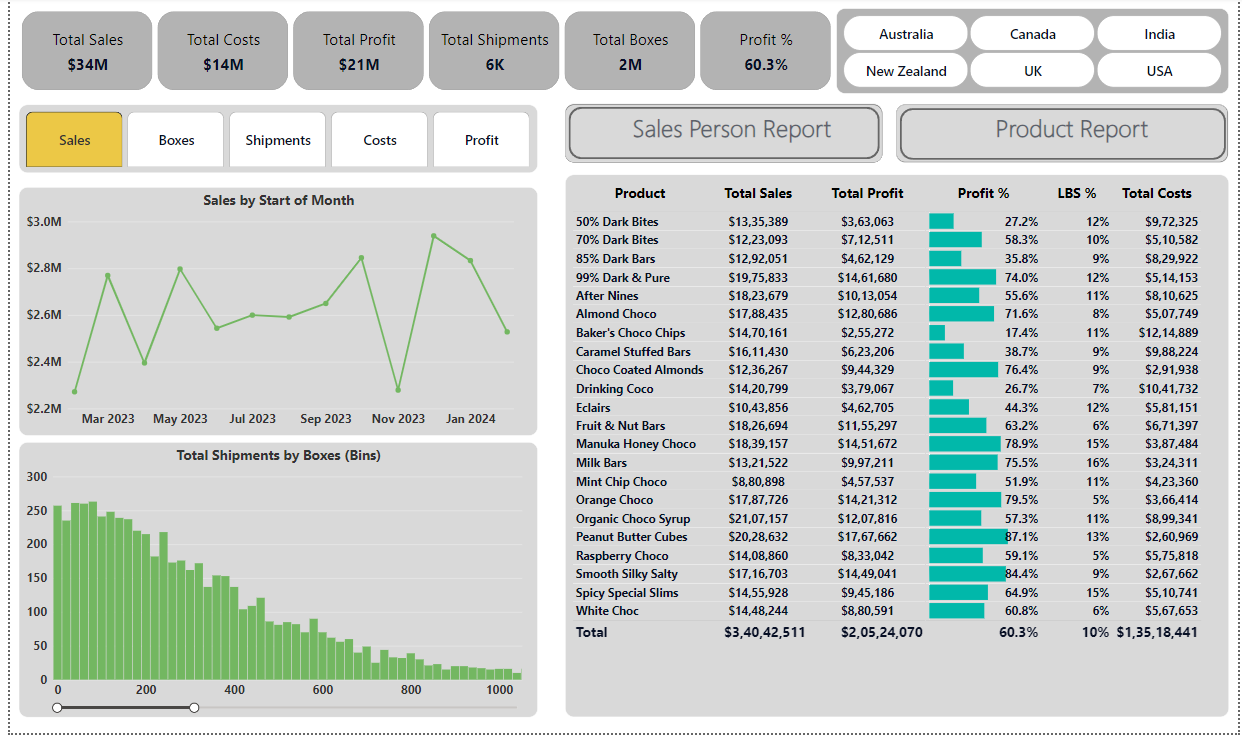 Total Sales
$34M
Total Costs
$14M
Total Profit
$21M
Total Shipments
6K
Total Boxes
2M
Profit %
60.3%
Australia
Canada
India
New Zealand
UK
USA
Sales
Boxes
Shipments
Costs
Profit
Sales Person Report
Product Report
Sales by Start of Month
$3.0M
$2.8M
$2.6M
$2.4M
$2.2M
Mar 2023 May 2023 Jul 2023 Sep 2023 Nov 2023 Jan 2024
Total Shipments by Boxes (Bins)
300
250
200
150
100
50
0
0 200 400 600 800 1000
Product Total Sales Total Profit Profit % LBS % Total Costs
50% Dark Bites $13,35,389 $3,63,063 27.2% 12% $9,72,325
70% Dark Bites $12,23,093 $7,12,511 58.3% 10% $5,10,582
85% Dark Bars $12,92,051 $4,62,129 35.8% 9% $8,29,922
99% Dark & Pure $19,75,833 $14,61,680 74.0% 12% $5,14,153
After Nines $18,23,679 $10,13,054 55.6% 11% $8,10,625
Almond Choco $17,88,435 $12,80,686 71.6% 8% $5,07,749
Baker's Choco Chips $14,70,161 $2,55,272 17.4% 11% $12,14,889
Caramel Stuffed Bars $16,11,430 $6,23,206 38.7% 9% $9,88,224
Choco Coated Almonds $12,36,267 $9,44,329 76.4% 9% $2,91,938
Drinking Coco $14,20,799 $3,79,067 26.7% 7% $10,41,732
Eclairs $10,43,856 $4,62,705 44.3% 12% $5,81,151
Fruit & Nut Bars $18,26,694 $11,55,297 63.2% 6% $6,71,397
Manuka Honey Choco $18,39,157 $14,51,672 78.9% 15% $3,87,484
Milk Bars $13,21,522 $9,97,211 75.5% 16% $3,24,311
Mint Chip Choco $8,80,898 $4,57,537 51.9% 11% $4,23,360
Orange Choco $17,87,726 $14,21,312 79.5% 5% $3,66,414
Organic Choco Syrup $21,07,157 $12,07,816 57.3% 11% $8,99,341
Peanut Butter Cubes $20,28,632 $17,67,662 87.1% 13% $2,60,969
Raspberry Choco $14,08,860 $8,33,042 59.1% 5% $5,75,818
Smooth Silky Salty $17,16,703 $14,49,041 84.4% 9% $2,67,662
Spicy Special Slims $14,55,928 $9,45,186 64.9% 15% $5,10,741
White Choc $14,48,244 $8,80,591 60.8% 6% $5,67,653
Total $3,40,42,511 $2,05,24,070 60.3% 10% $1,35,18,441